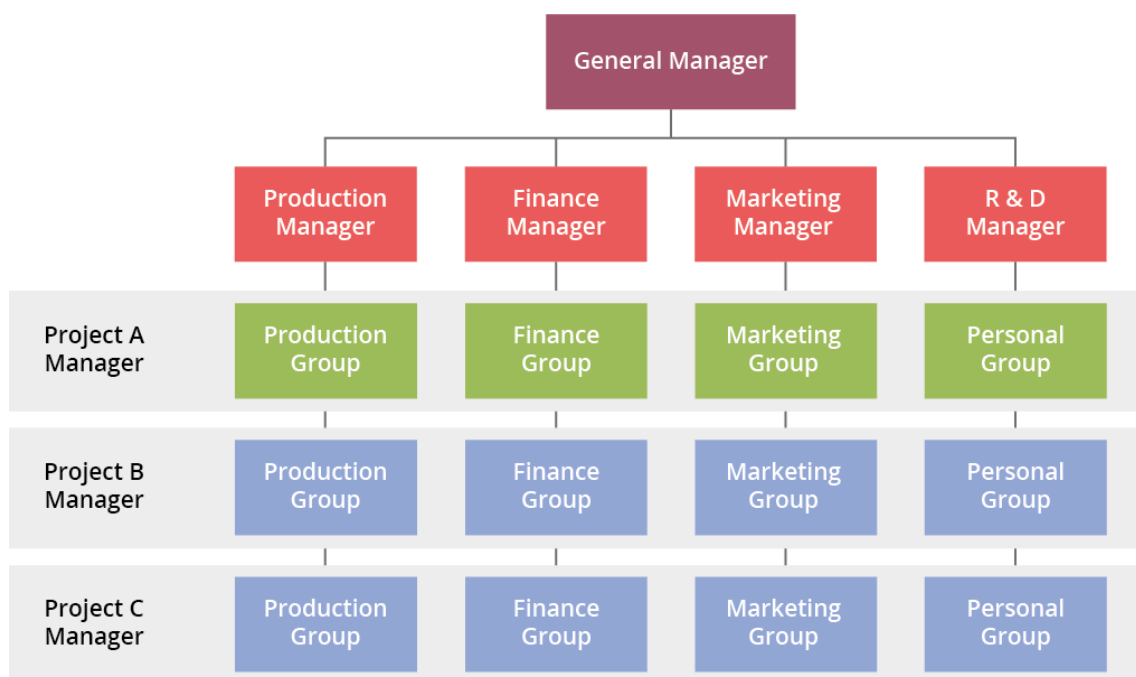 General Manager
Production
Manager
Finance
Manager
Marketing
Manager
R & D
Manager
Project A
Manager
Production
Group
Finance
Group
Marketing
Group
Personal
Group
Project B
Manager
Production
Group
Finance
Group
Marketing
Group
Personal
Group
Project C
Manager
Production
Group
Finance
Group
Marketing
Group
Personal
Group